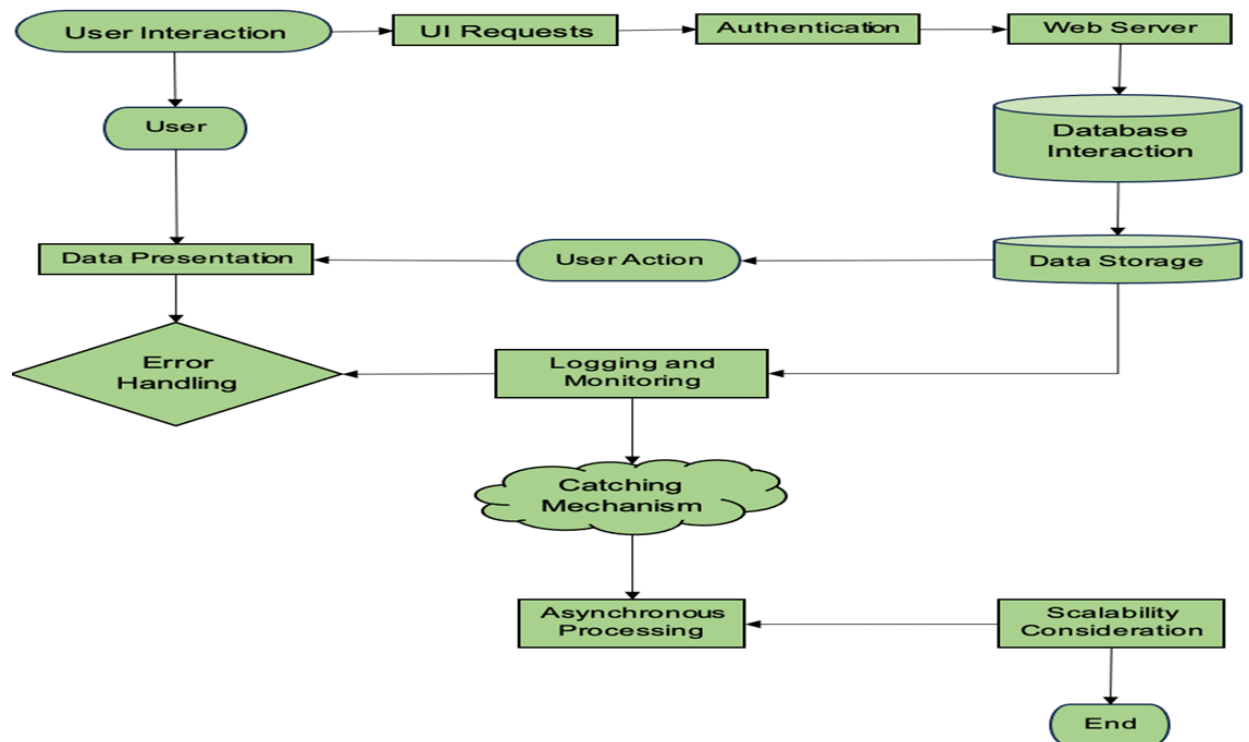 User Interaction
UI Requests
Authentication
Web Server
User
Database
Interaction
Data Presentation
User Action
Data Storage
Error
Handling
Logging and
Monitoring
Catching
Mechanism
Asynchronous
Processing
Scalability
Consideration
End